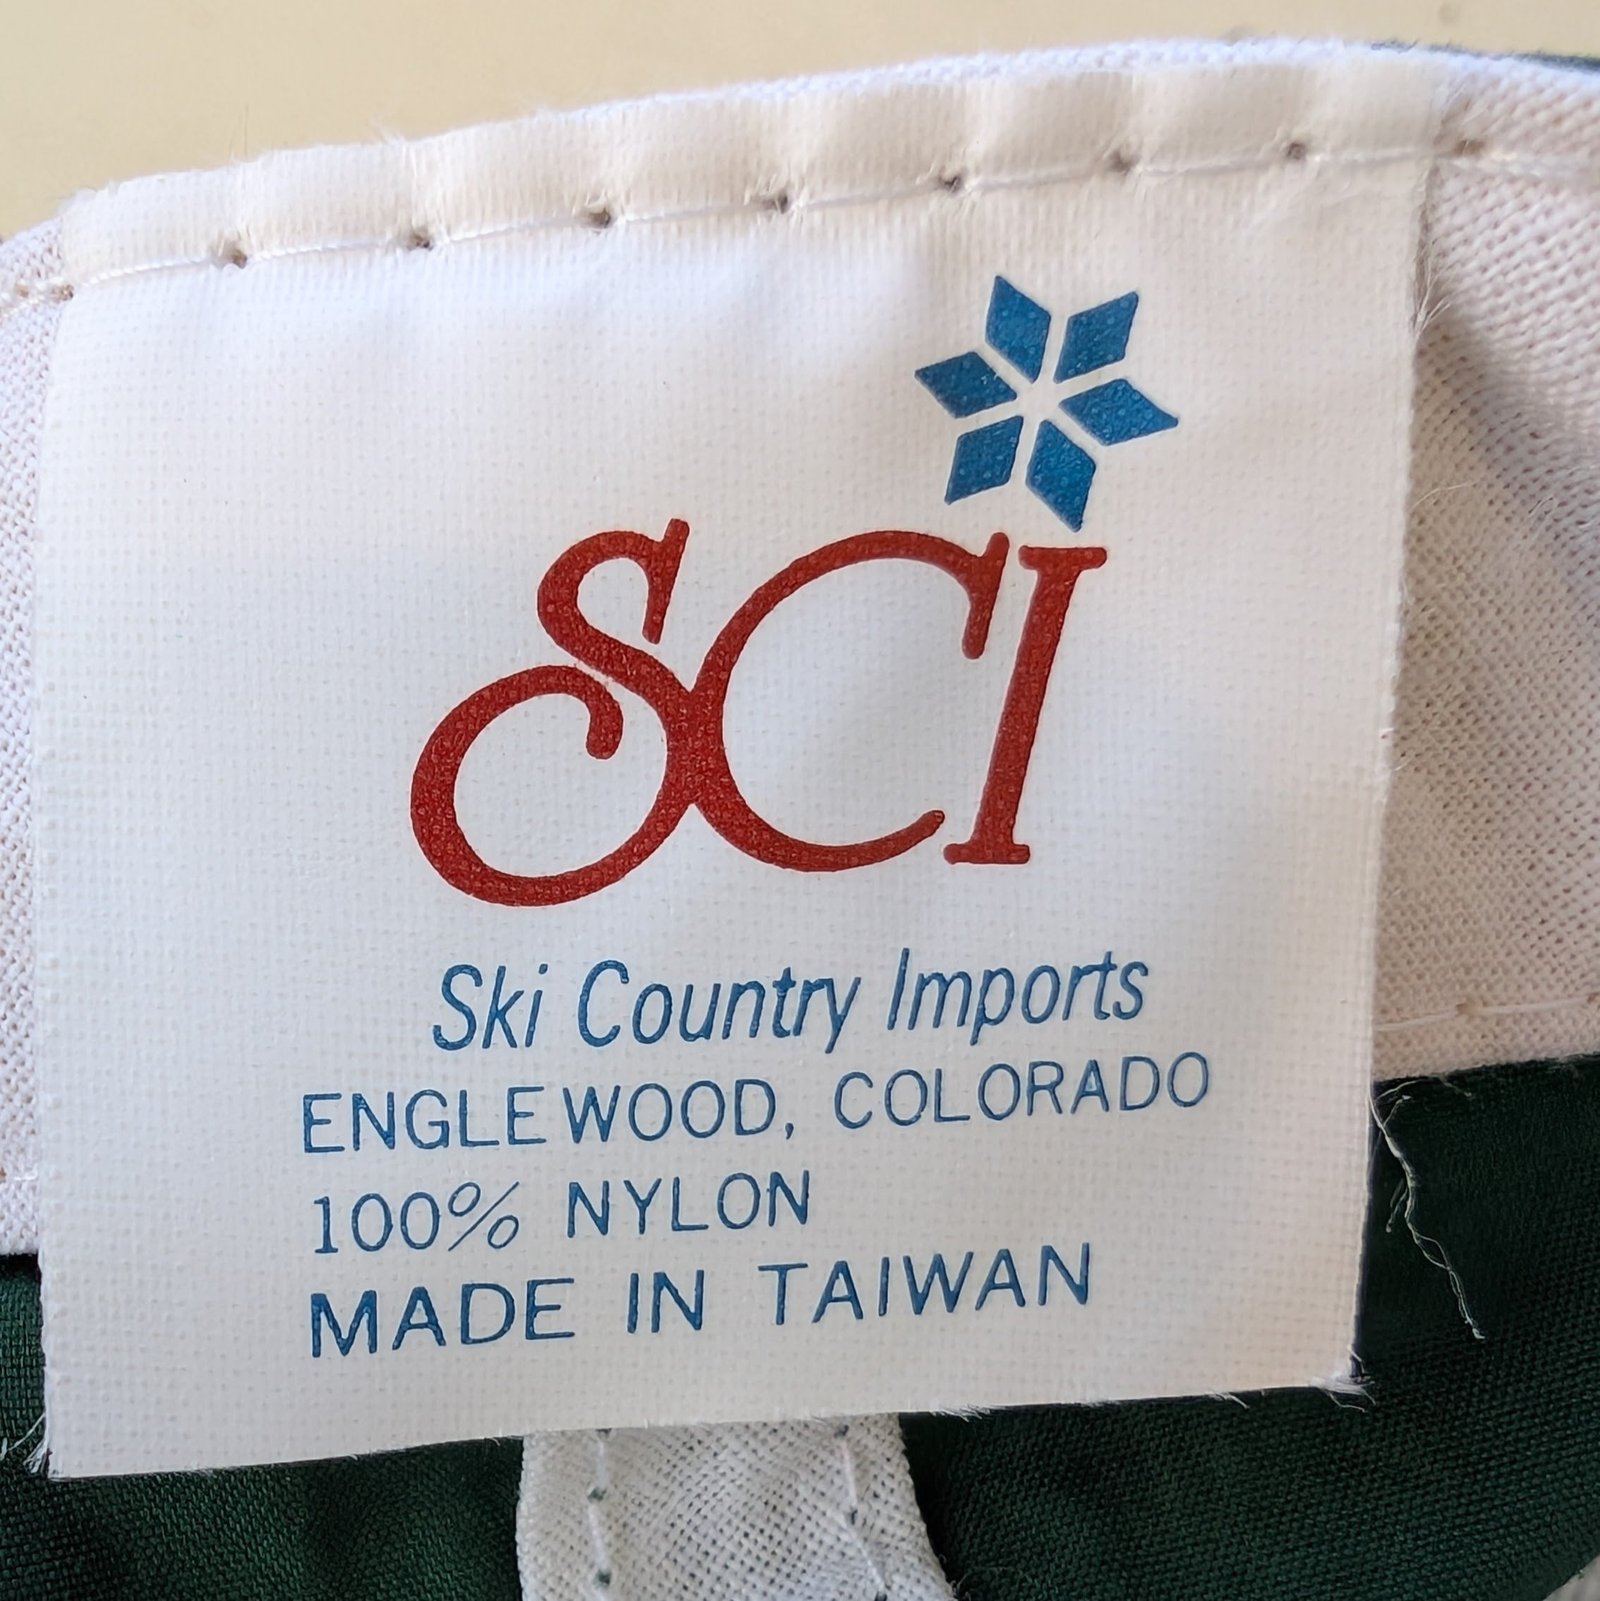 SCI
Ski Country Imports
ENGLEWOOD, COLORADO
100% NYLON
MADE IN TAIWAN